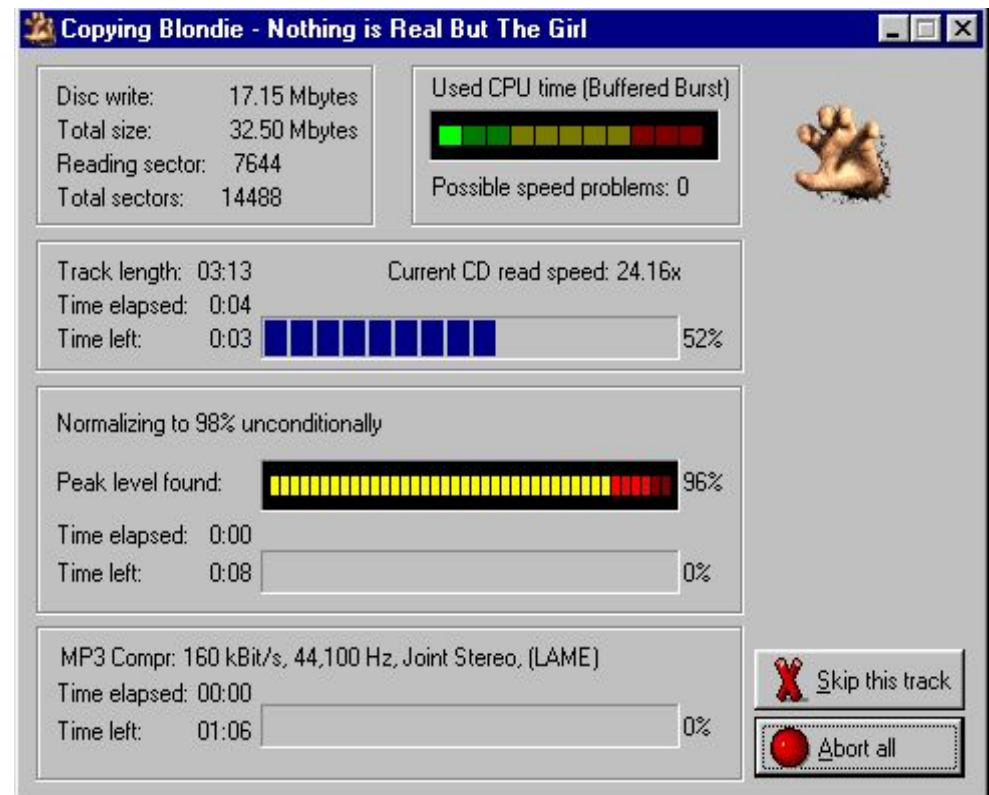 Copying Blondie - Nothing is Real But The Girl
Disc write: 17.15 Mbytes
Total size: 32.50 Mbytes
Reading sector: 7644
Total sectors: 14488
Used CPU time (Buffered Burst)
Possible speed problems: 0
Track length: 03:13 Current CD read speed: 24.16x
Time elapsed: 0:04
Time left: 0:03 52%
Normalizing to 98% unconditionally
Peak level found: 96%
Time elapsed: 0:00
Time left: 0:08 0%
MP3 Compr: 160 kBit/s, 44,100 Hz, Joint Stereo, (LAME)
Time elapsed: 00:00
Time left: 01:06 0%
Skip this track
Abort all